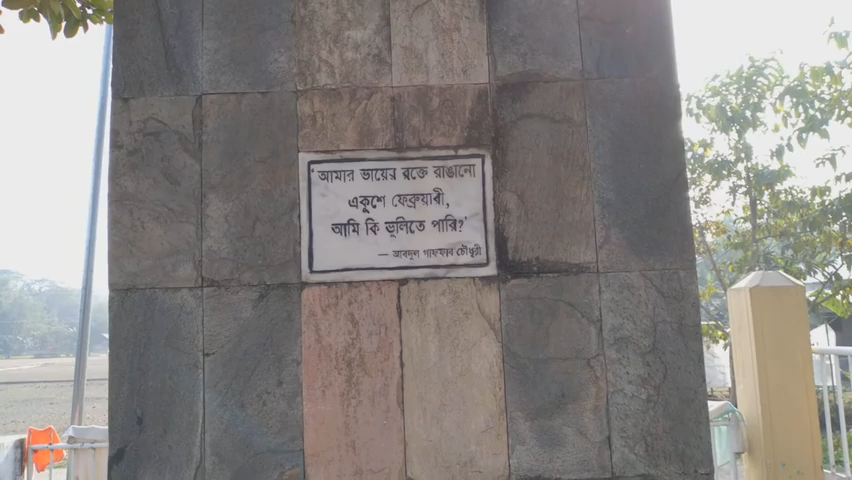 'আমার ভায়ের রক্তে রাঙানো
একুশে ফেব্রুয়ারী,
আমি কি ভুলিতে পারি?'
— আবদুল গাফফার চৌধুরী